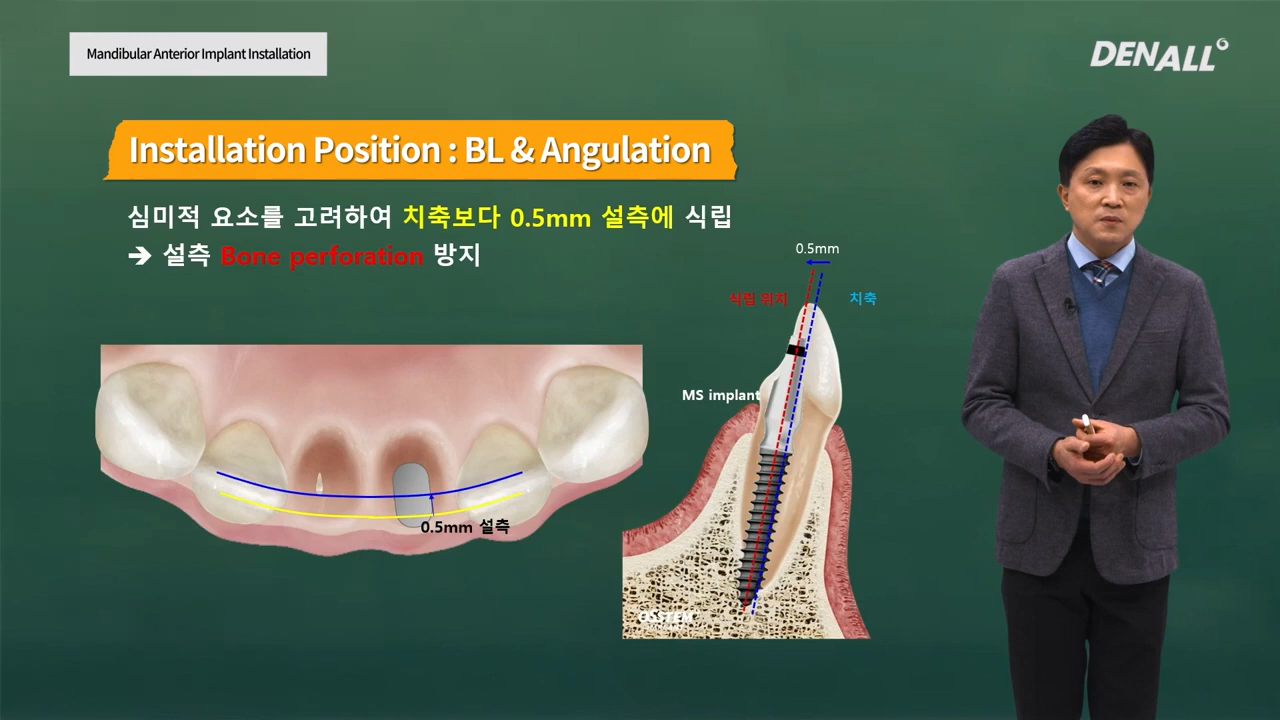 Mandibular Anterior Implant Installation
DENALL
Installation Position : BL & Angulation
심미적 요소를 고려하여 치축보다 0.5mm 설측에 식립
➔ 설측 Bone perforation 방지
0.5mm
식립 위치
치축
MS implant
0.5mm 설측
OSSTEM